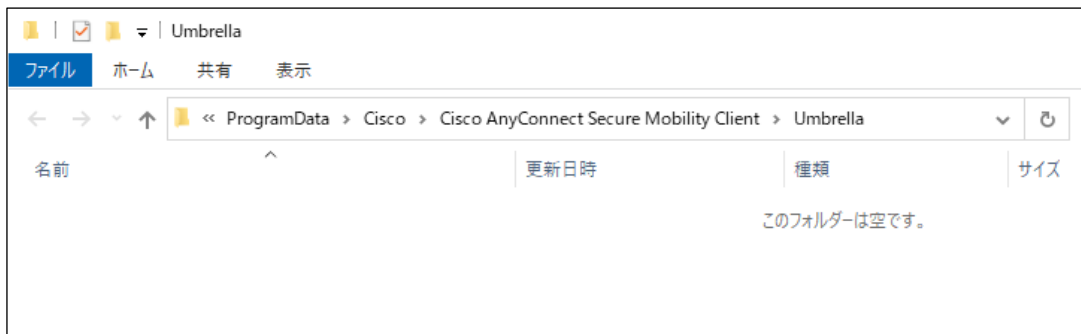 Umbrella
ファイル ホーム 共有 表示
« ProgramData > Cisco > Cisco AnyConnect Secure Mobility Client > Umbrella
名前 更新日時 種類 サイズ
このフォルダーは空です。